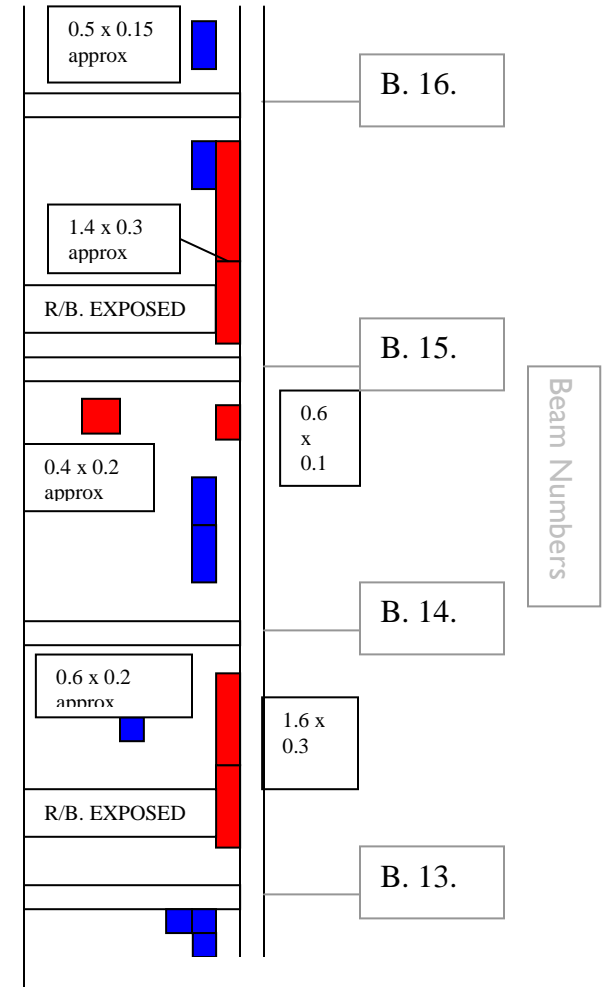 0.5 x 0.15
approx
B. 16.
1.4 x 0.3
approx
R/B. EXPOSED
B. 15.
0.6
x
0.1
Beam Numbers
0.4 x 0.2
approx
B. 14.
0.6 x 0.2
approx
1.6 x
0.3
R/B. EXPOSED
B. 13.